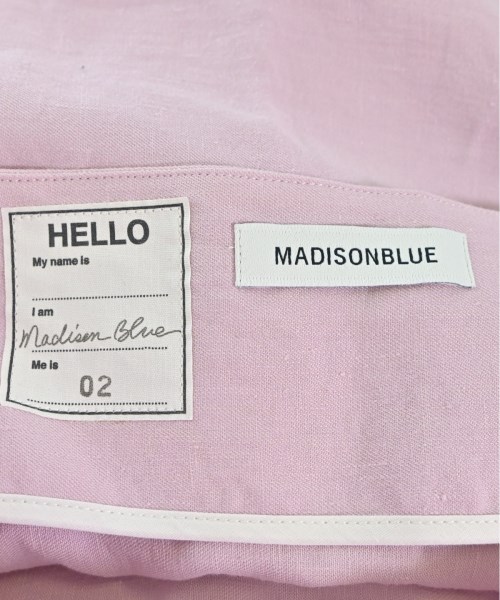 HELLO
My name is
I am
Madison Blue
Me is
02
MADISONBLUE